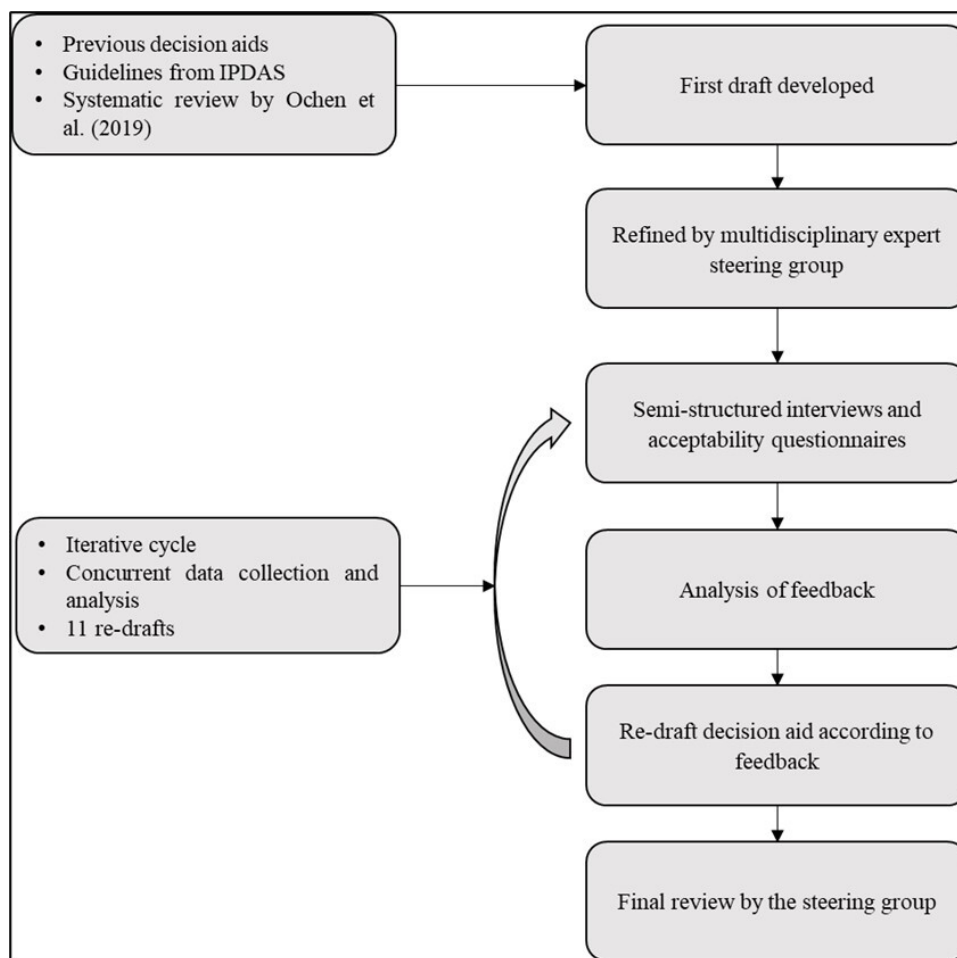 • Previous decision aids
• Guidelines from IPDAS
• Systematic review by Ochen et
al. (2019)
First draft developed
Refined by multidisciplinary expert
steering group
Semi-structured interviews and
acceptability questionnaires
• Iterative cycle
• Concurrent data collection and
analysis
• 11 re-drafts
Analysis of feedback
Re-draft decision aid according to
feedback
Final review by the steering group